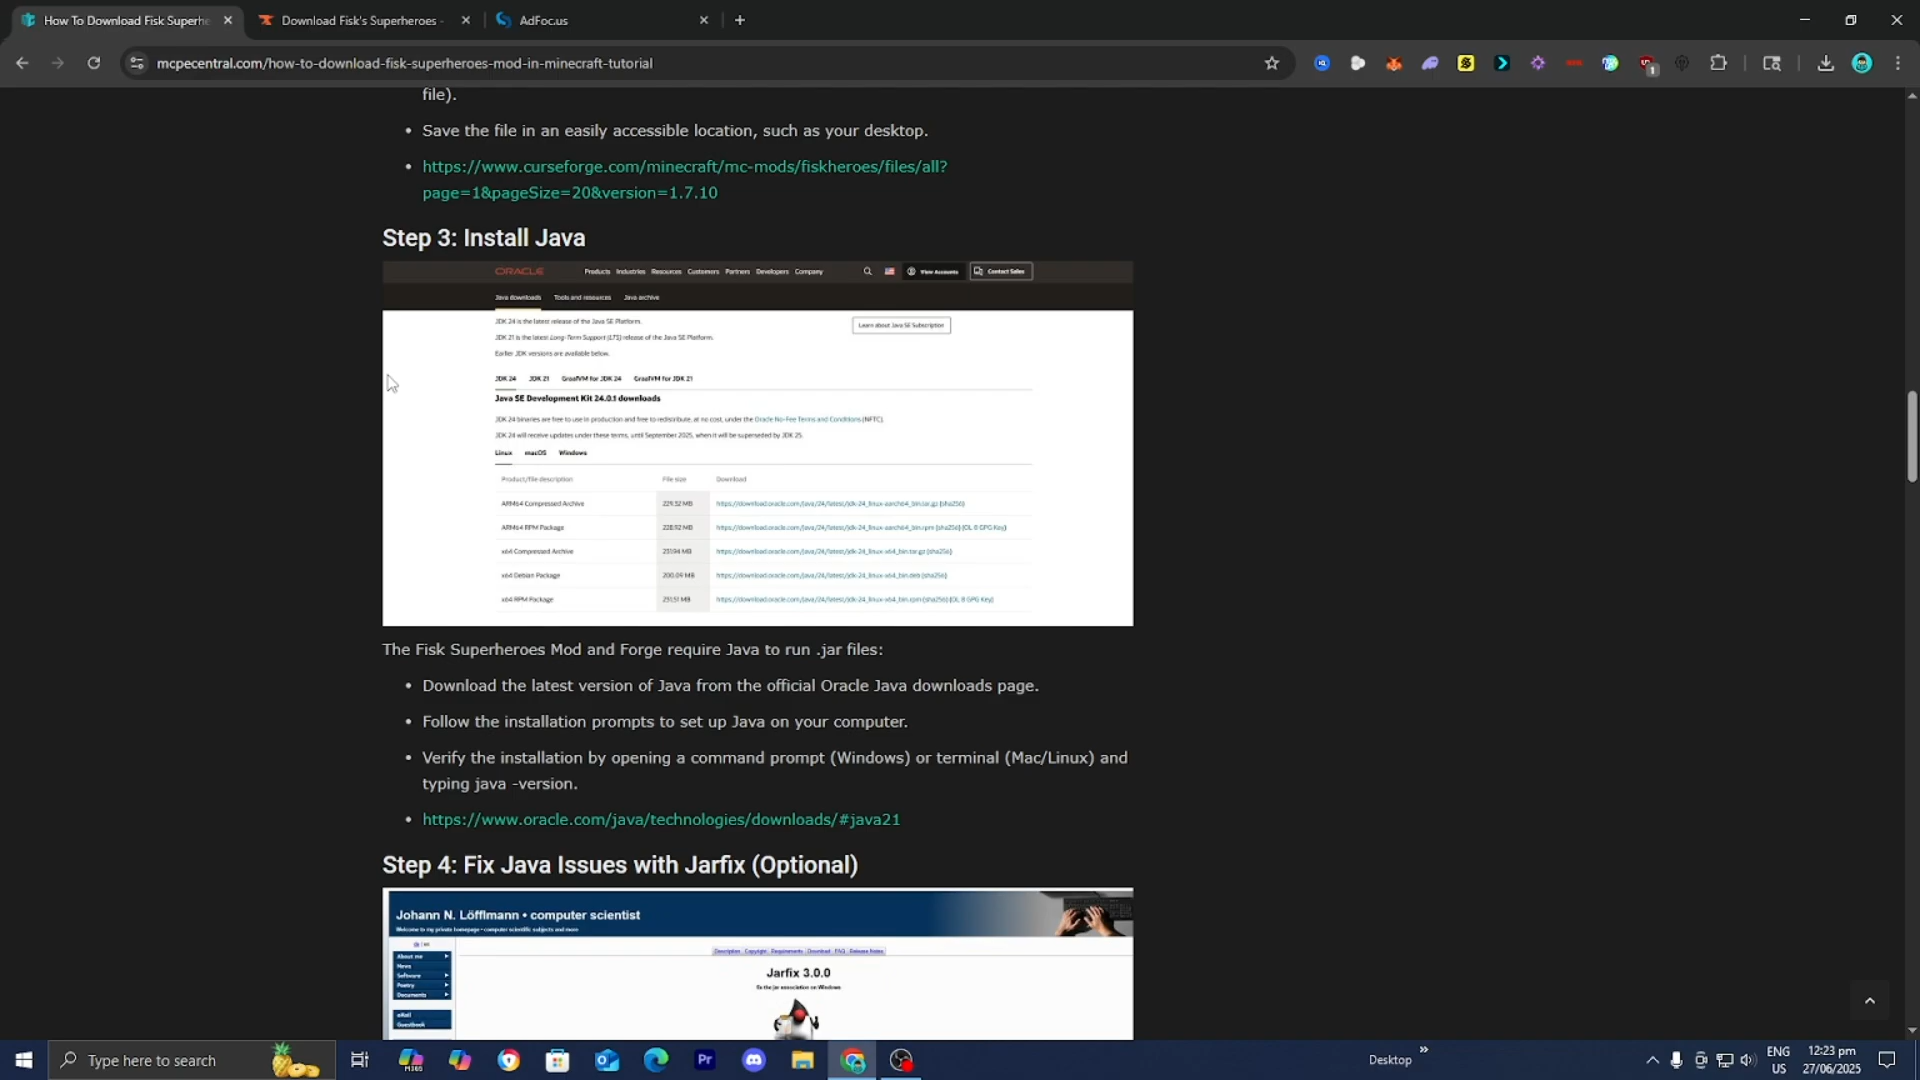 How To Download Fisk Superhe
Download Fisk's Superheroes -
AdFoc.us
mcpecentral.com/how-to-download-fisk-superheroes-mod-in-minecraft-tutorial
1
file).
Save the file in an easily accessible location, such as your desktop.
https://www.curseforge.com/minecraft/mc-mods/fiskheroes/files/all?
page=1&pageSize=20&version=1.7.10
Step 3: Install Java
ORACLE Products Industries Resources Customers Partners Developers Company View Accounts Contact Sales
Java downloads Tools and resources Java archive
JDK 24 is the latest release of the Java SE Platform.
Learn about Java SE Subscription
JDK 21 is the latest Long-Term Support (LTS) release of the Java SE Platform.
Earlier JDK versions are available below.
JDK 24 JDK 21 GraalVM for JDK 24 GraalVM for JDK 21
Java SE Development Kit 24.0.1 downloads
JDK 24 binaries are free to use in production and free to redistribute, at no cost, under the Oracle No-Fee Terms and Conditions (NFTC).
JDK 24 will receive updates under these terms, until September 2025, when it will be superseded by JDK 25.
Linux macOS Windows
Product/file description File size Download
ARM64 Compressed Archive 229.52 MB https://download.oracle.com/java/24/latest/jdk-24_linux-aarch64_bin.tar.gz (sha256)
ARM64 RPM Package 228.92 MB https://download.oracle.com/java/24/latest/jdk-24_linux-aarch64_bin.rpm (sha256) (OL 8 GPG Key)
x64 Compressed Archive 231.94 MB https://download.oracle.com/java/24/latest/jdk-24_linux-x64_bin.tar.gz (sha256)
x64 Debian Package 200.09 MB https://download.oracle.com/java/24/latest/jdk-24_linux-x64_bin.deb (sha256)
x64 RPM Package 231.51 MB https://download.oracle.com/java/24/latest/jdk-24_linux-x64_bin.rpm (sha256) (OL 8 GPG Key)
The Fisk Superheroes Mod and Forge require Java to run .jar files:
Download the latest version of Java from the official Oracle Java downloads page.
Follow the installation prompts to set up Java on your computer.
Verify the installation by opening a command prompt (Windows) or terminal (Mac/Linux) and
typing java -version.
https://www.oracle.com/java/technologies/downloads/#java21
Step 4: Fix Java Issues with Jarfix (Optional)
Johann N. Löfflmann • computer scientist
Welcome to my private homepage • computer scientific subjects and more
Description Copyright Requirements Download FAQ Release Notes
About me
News
Software
Poetry
Documents
eMail
Guestbook
Jarfix 3.0.0
fix the jar association on Windows
Type here to search
M365
Pr
Desktop
ENG
US
12:23 pm
27/06/2025